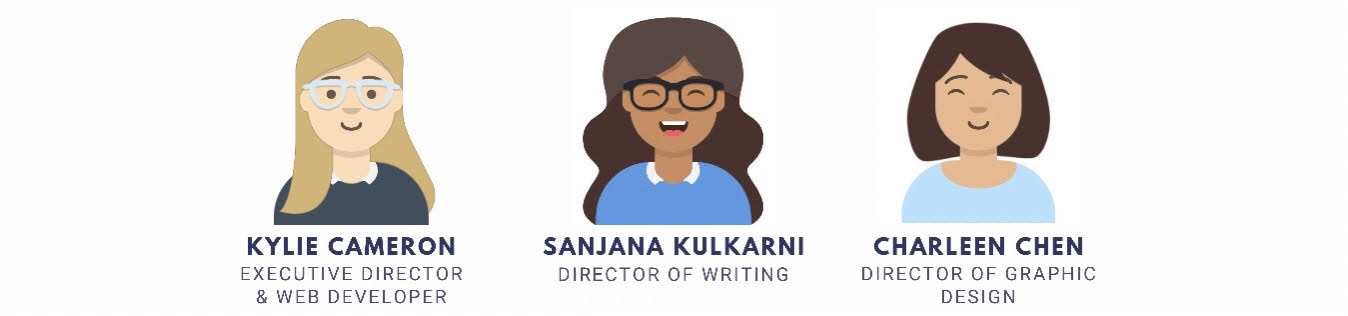 KYLIE CAMERON
EXECUTIVE DIRECTOR
& WEB DEVELOPER
SANJANA KULKARNI
DIRECTOR OF WRITING
CHARLEEN CHEN
DIRECTOR OF GRAPHIC
DESIGN